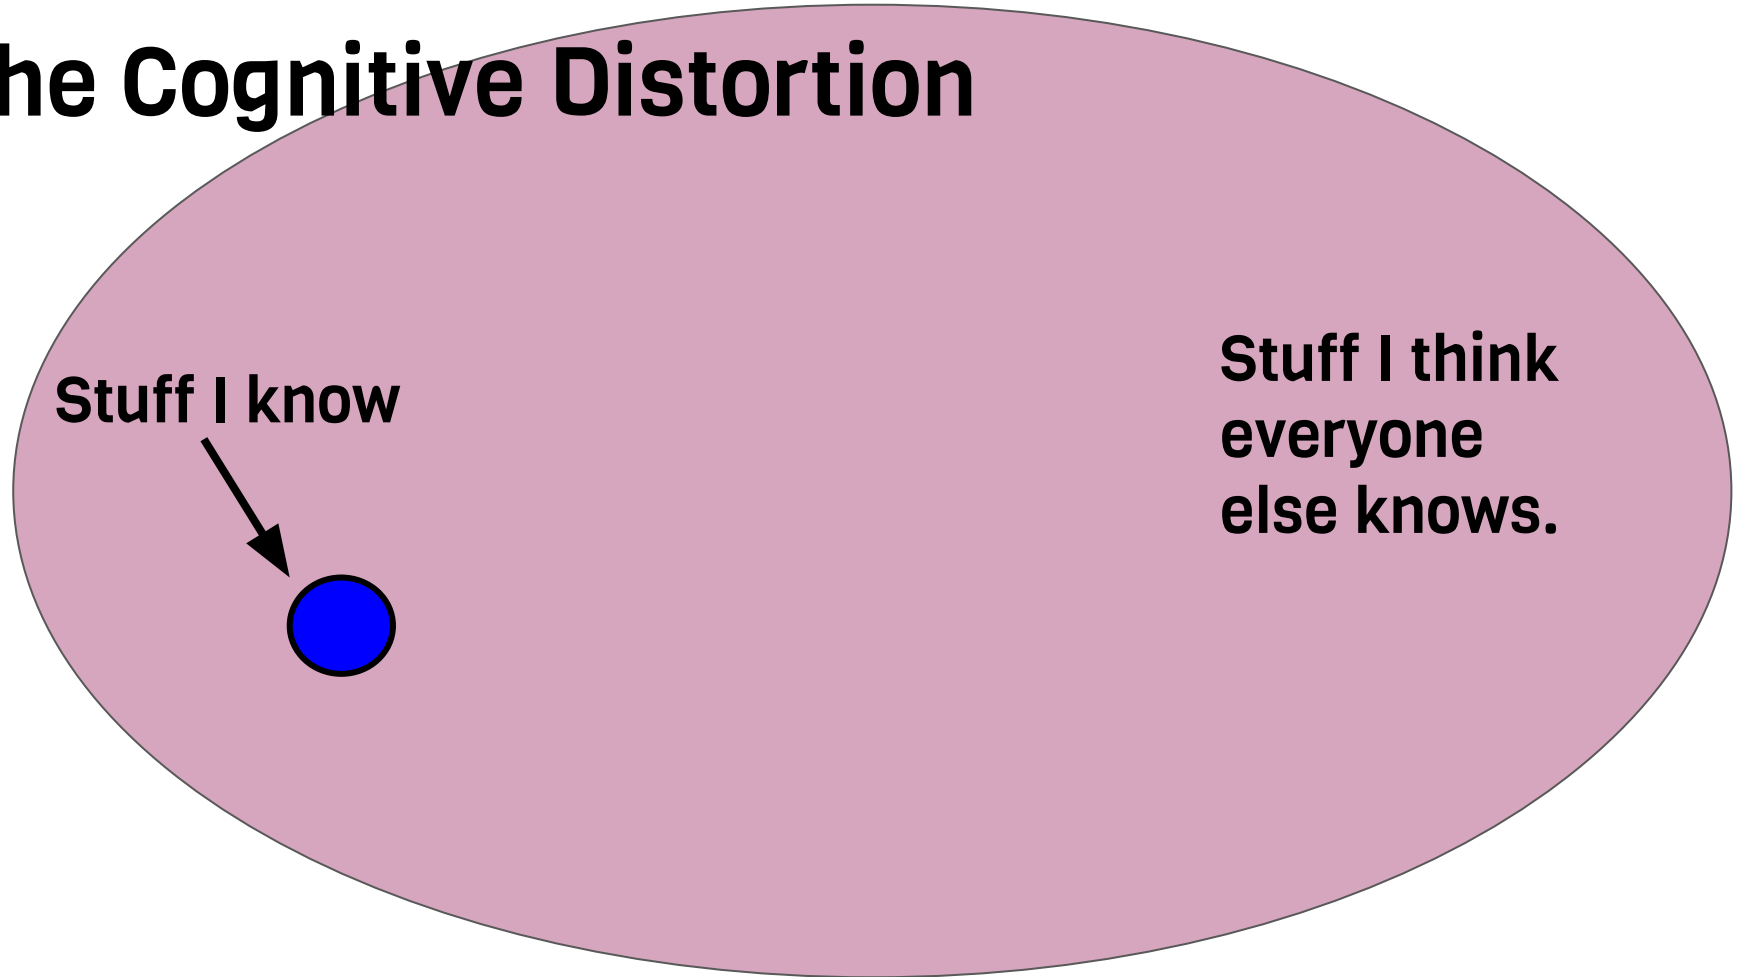 he Cognitive Distortion
Stuff I know
Stuff I think
everyone
else knows.